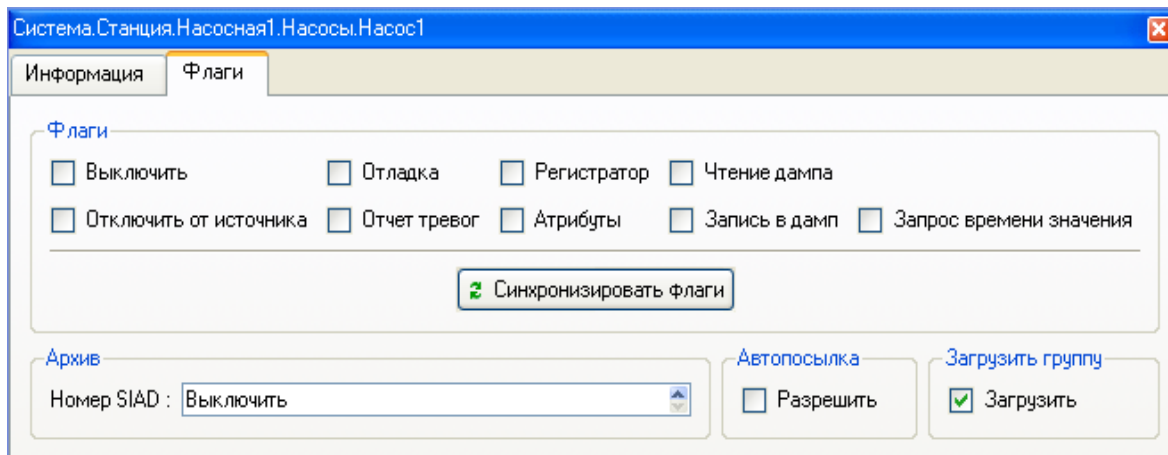 Система.Станция.Насосная1.Насосы.Насос1
Информация Флаги
Флаги
Выключить Отладка Регистратор Чтение дампа
Отключить от источника Отчет тревог Атрибуты Запись в дамп Запрос времени значения
Синхронизировать флаги
Архив Автопосылка Загрузить группу
Номер SIAD : Выключить Разрешить Загрузить